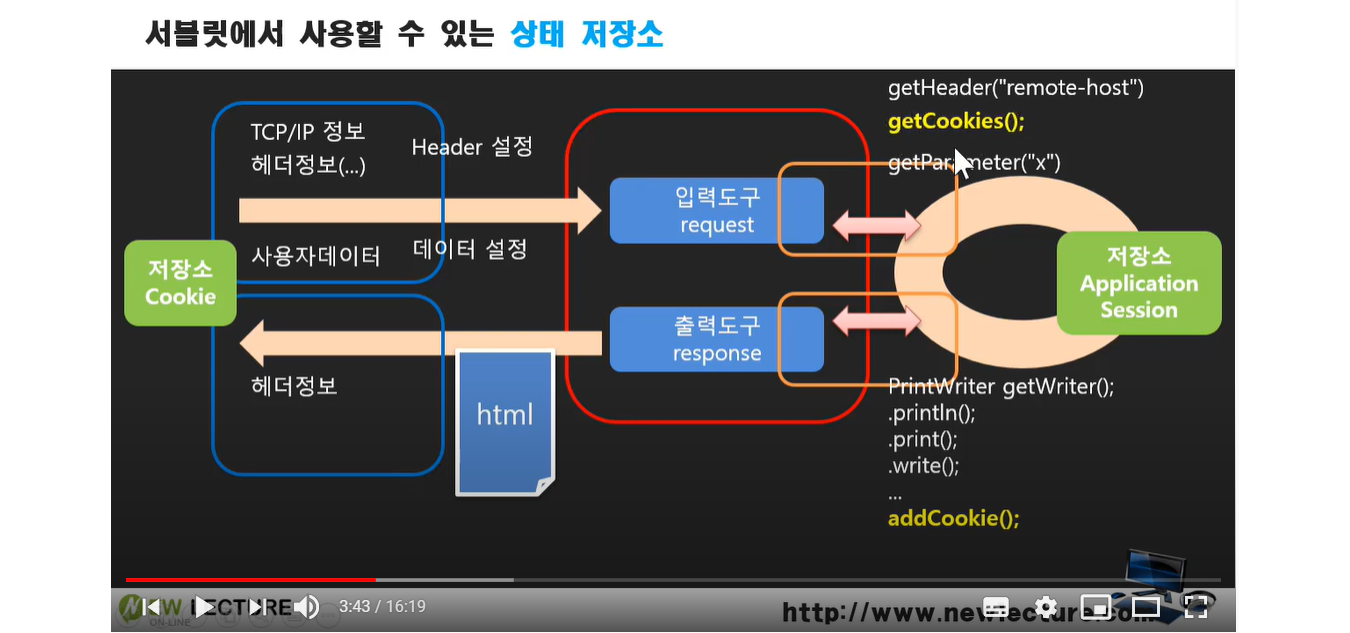 서블릿에서 사용할 수 있는 상태 저장소
getHeader("remote-host")
getCookies();
getParameter("x")
TCP/IP 정보
헤더정보(...)
Header 설정
입력도구
request
사용자데이터
데이터 설정
저장소
Cookie
저장소
Application
Session
출력도구
response
헤더정보
html
PrintWriter getWriter();
.println();
.print();
.write();
...
addCookie();
NEW LECTURE
ON-LINE
3:43 / 16:19
http://www.newlecture.com